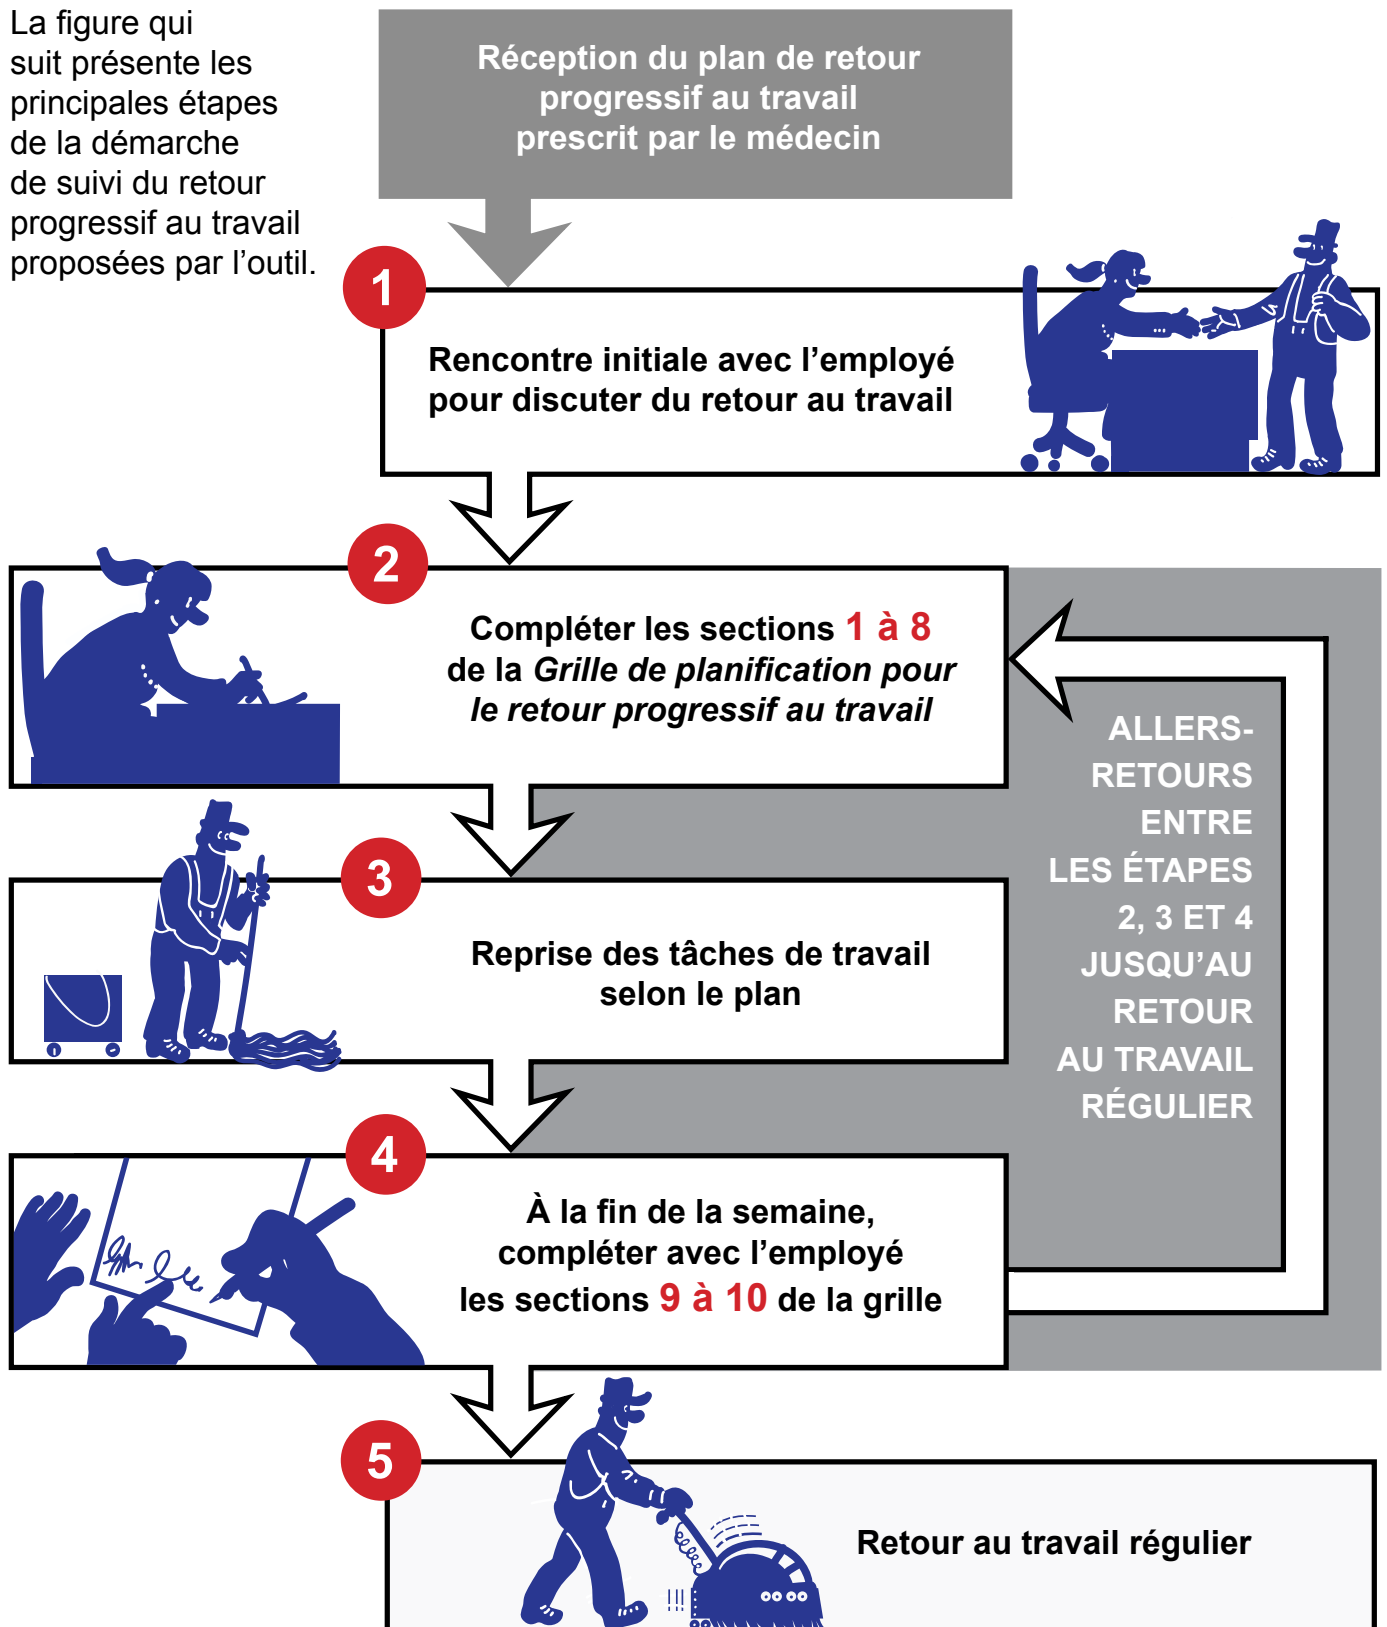 La figure qui
suit présente les
principales étapes
de la démarche
de suivi du retour
progressif au travail
proposées par l’outil.
Réception du plan de retour
progressif au travail
prescrit par le médecin
1
Rencontre initiale avec l’employé
pour discuter du retour au travail
2
Compléter les sections 1 à 8
de la Grille de planification pour
le retour progressif au travail
ALLERS-
RETOURS
ENTRE
LES ÉTAPES
2, 3 ET 4
JUSQU’AU
RETOUR
AU TRAVAIL
RÉGULIER
3
Reprise des tâches de travail
selon le plan
4
À la fin de la semaine,
compléter avec l’employé
les sections 9 à 10 de la grille
5
Retour au travail régulier